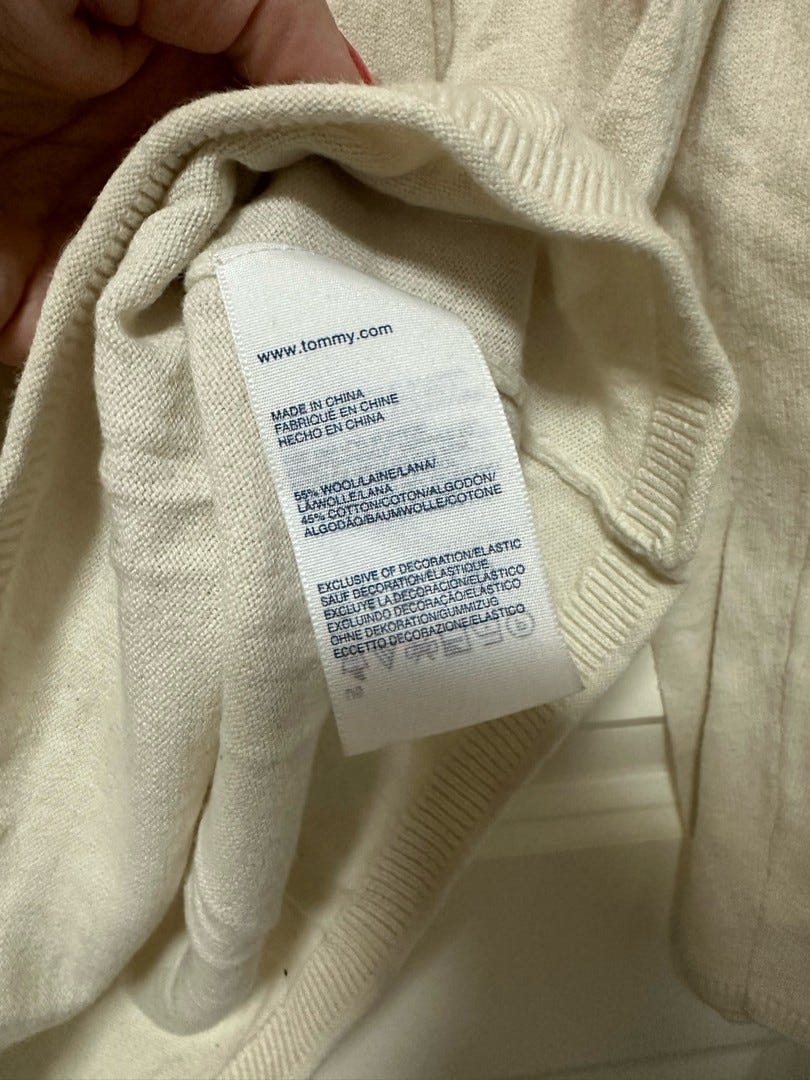 www.tommy.com
MADE IN CHINA
FABRIQUÉ EN CHINE
HECHO EN CHINA
55% WOOL/LAINE/LANA/
LÃ/WOLLE/LANA
45% COTTON/COTON/ALGODÓN/
ALGODÃO/BAUMWOLLE/COTONE
EXCLUSIVE OF DECORATION/ELASTIC
SAUF DECORATION/ÉLASTIQUE
EXCLUYE LA DECORACIÓN/ELÁSTICO
EXCLUINDO DECORAÇÃO/ELÁSTICO
OHNE DEKORATION/GUMMIZUG
ECCETTO DECORAZIONE/ELASTICO